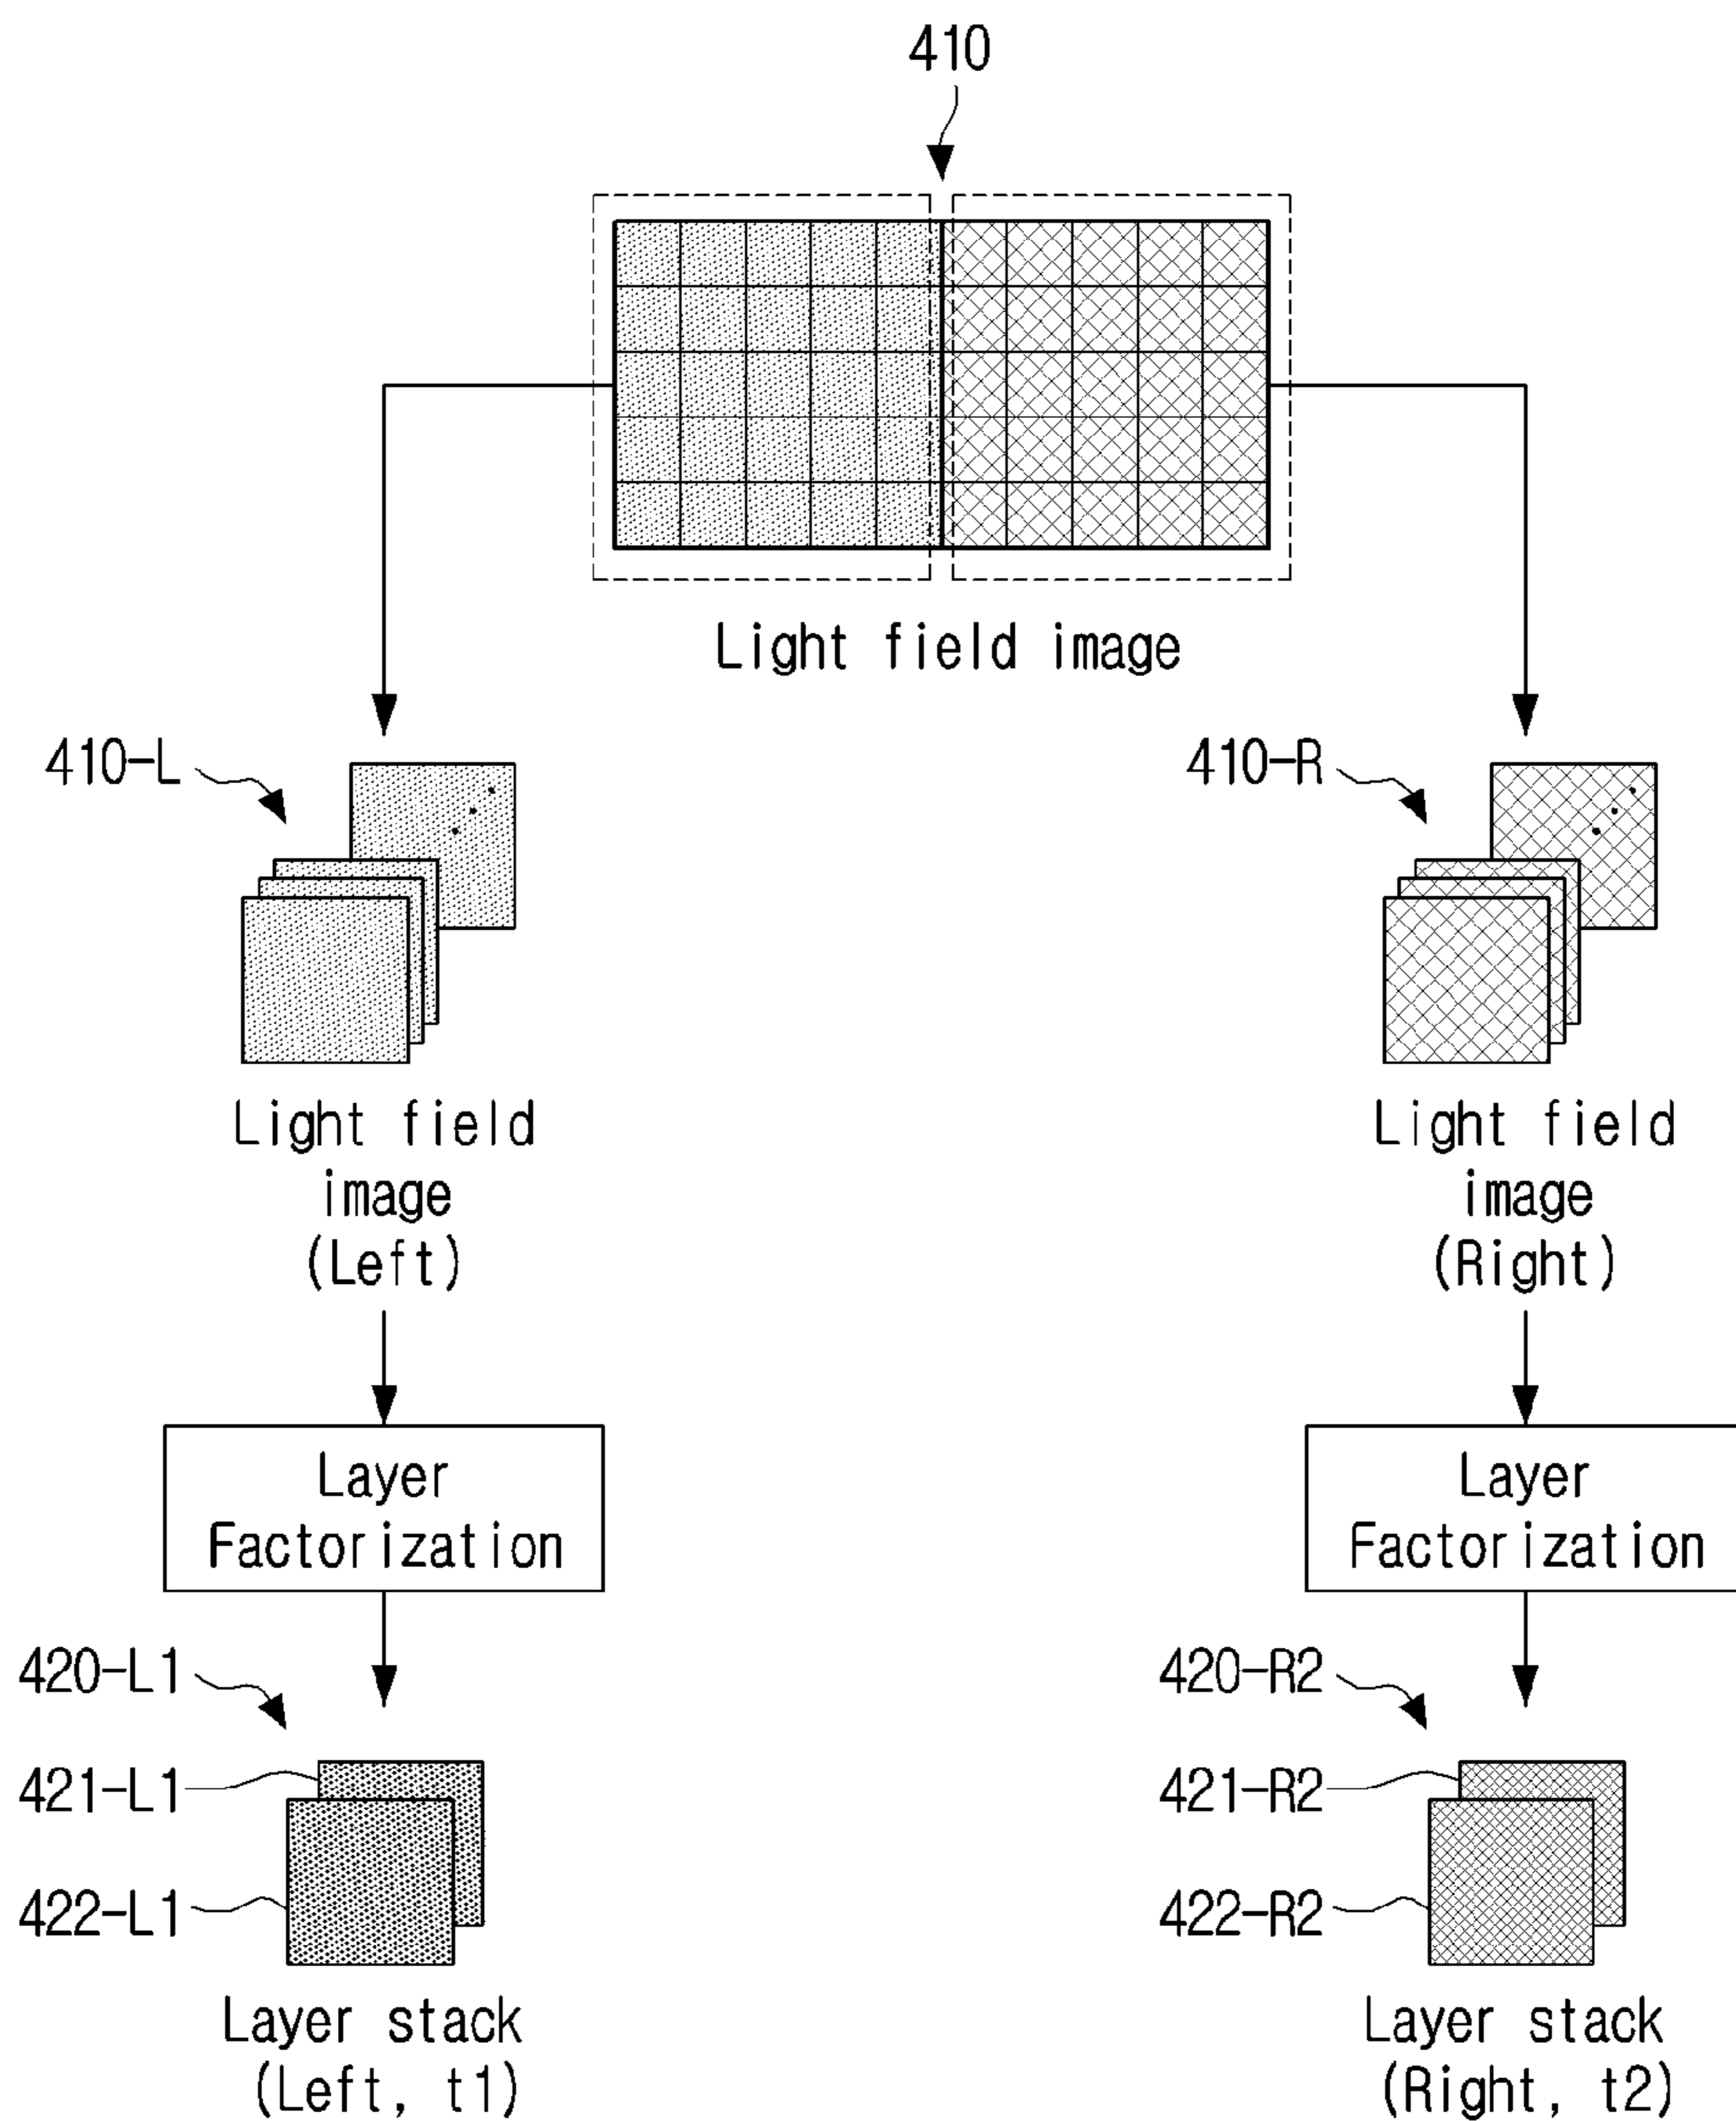 410
Light field image
410-L
410-R
Light field
image
(Left)
Light field
image
(Right)
Layer
Factorization
Layer
Factorization
420-L1
421-L1
422-L1
420-R2
421-R2
422-R2
Layer stack
(Left, t1)
Layer stack
(Right, t2)